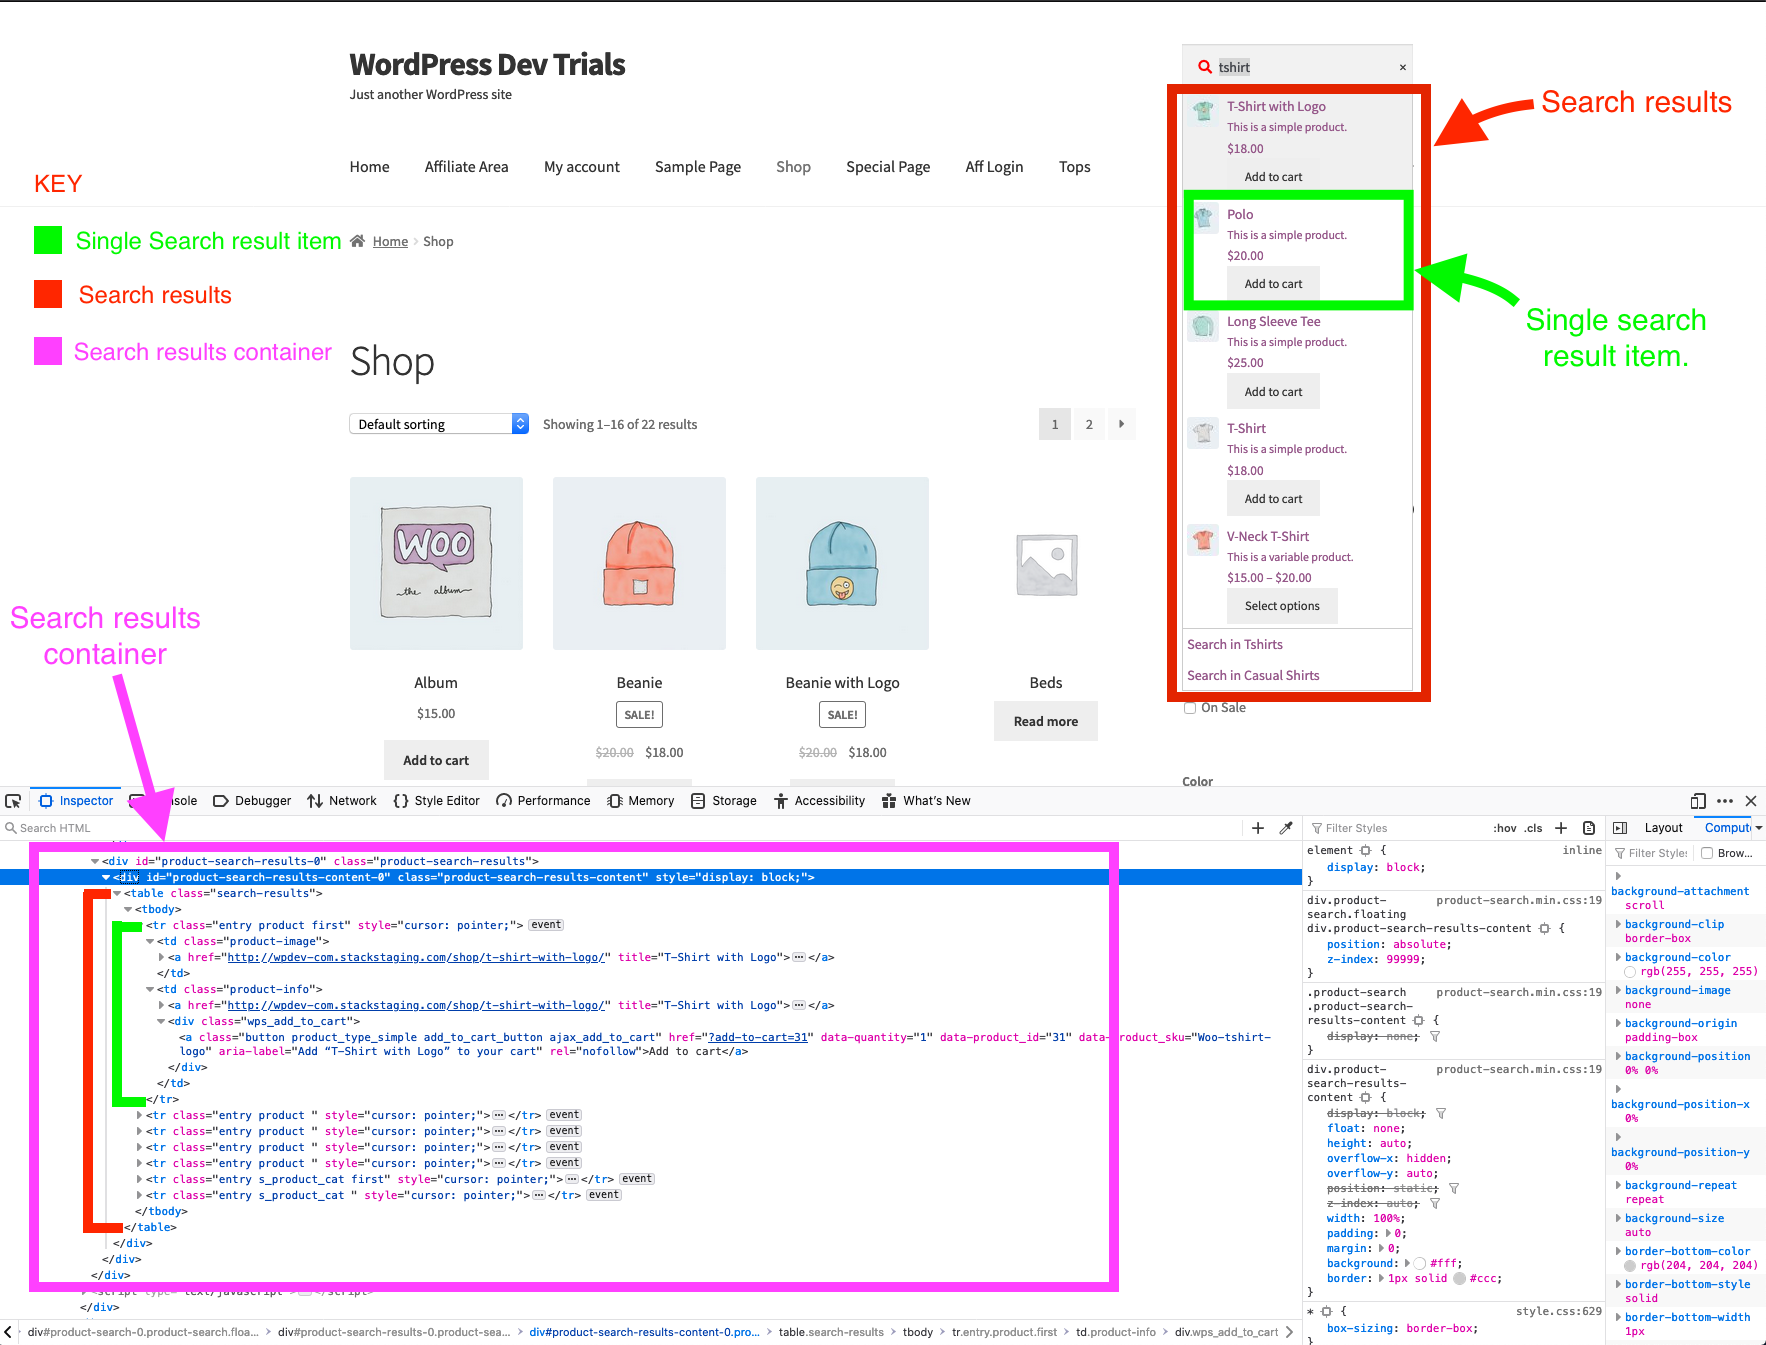 WordPress Dev Trials
Just another WordPress site
tshirt ×
Home Affiliate Area My account Sample Page Shop Special Page Aff Login Tops
KEY
Single Search result item
Search results
Search results container
Home › Shop
Shop
Default sorting
Showing 1–16 of 22 results
1 2
WOO
the album
Album
$15.00
Add to cart
Beanie
SALE!
$20.00 $18.00
Beanie with Logo
SALE!
$20.00 $18.00
Beds
Read more
T-Shirt with Logo
This is a simple product.
$18.00
Add to cart
Polo
This is a simple product.
$20.00
Add to cart
Long Sleeve Tee
This is a simple product.
$25.00
Add to cart
T-Shirt
This is a simple product.
$18.00
Add to cart
V-Neck T-Shirt
This is a variable product.
$15.00 – $20.00
Select options
Search in Tshirts
Search in Casual Shirts
On Sale
Color
Search results
Single search
result item.
Search results
container
Inspector sole Debugger Network Style Editor Performance Memory Storage Accessibility What's New
Search HTML
<div id="product-search-results-0" class="product-search-results">
<div id="product-search-results-content-0" class="product-search-results-content" style="display: block;">
<table class="search-results">
<tbody>
<tr class="entry product first" style="cursor: pointer;"> event
<td class="product-image">
<a href="http://wpdev-com.stackstaging.com/shop/t-shirt-with-logo/" title="T-Shirt with Logo">⋯</a>
</td>
<td class="product-info">
<a href="http://wpdev-com.stackstaging.com/shop/t-shirt-with-logo/" title="T-Shirt with Logo">⋯</a>
<div class="wps_add_to_cart">
<a class="button product_type_simple add_to_cart_button ajax_add_to_cart" href="?add-to-cart=31" data-quantity="1" data-product_id="31" data-product_sku="Woo-tshirt-
logo" aria-label="Add “T-Shirt with Logo” to your cart" rel="nofollow">Add to cart</a>
</div>
</td>
</tr>
<tr class="entry product " style="cursor: pointer;">⋯</tr> event
<tr class="entry product " style="cursor: pointer;">⋯</tr> event
<tr class="entry product " style="cursor: pointer;">⋯</tr> event
<tr class="entry product " style="cursor: pointer;">⋯</tr> event
<tr class="entry s_product_cat first" style="cursor: pointer;">⋯</tr> event
<tr class="entry s_product_cat " style="cursor: pointer;">⋯</tr> event
</tbody>
</table>
</div>
</div>
</div>
</div>
div#product-search-0.product-search.floa... › div#product-search-results-0.product-sea... › div#product-search-results-content-0.pro... › table.search-results › tbody › tr.entry.product.first › td.product-info › div.wps_add_to_cart
Filter Styles :hov .cls
element { inline
display: block;
}
div.product- product-search.min.css:19
search.floating
div.product-search-results-content {
position: absolute;
z-index: 99999;
}
.product-search product-search.min.css:19
.product-search-
results-content {
display: none;
}
div.product- product-search.min.css:19
search-results-
content {
display: block;
float: none;
height: auto;
overflow-x: hidden;
overflow-y: auto;
position: static;
z-index: auto;
width: 100%;
padding: 0;
margin: 0;
background: #fff;
border: 1px solid #ccc;
}
* { style.css:629
box-sizing: border-box;
}
Layout Comput
Filter Styles Brow...
background-attachment
scroll
background-clip
border-box
background-color
rgb(255, 255, 255)
background-image
none
background-origin
padding-box
background-position
0% 0%
background-position-x
0%
background-position-y
0%
background-repeat
repeat
background-size
auto
border-bottom-color
rgb(204, 204, 204)
border-bottom-style
solid
border-bottom-width
1px